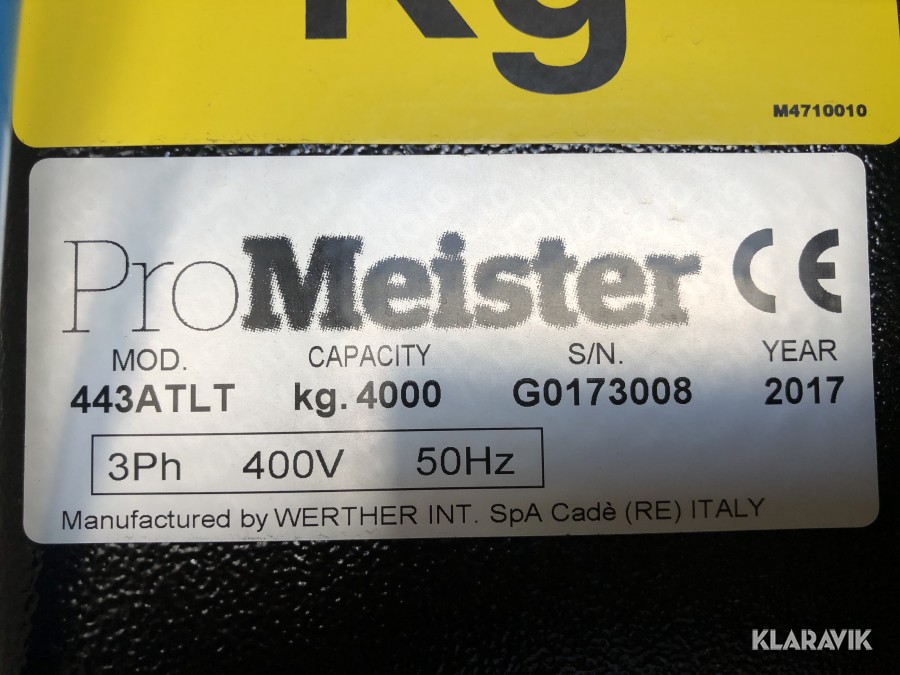 Kg
M4710010
ProMeister CE
MOD. CAPACITY S/N. YEAR
443ATLT kg. 4000 G0173008 2017
3Ph 400V 50Hz
Manufactured by WERTHER INT. SpA Cadè (RE) ITALY
KLARAVIK